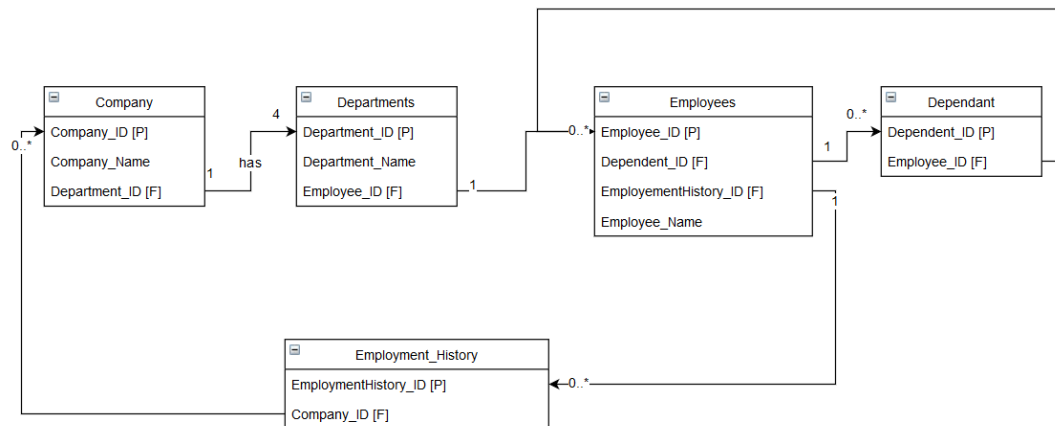 Company
Company_ID [P]
Company_Name
Department_ID [F]
0..*
1
has
4
Departments
Department_ID [P]
Department_Name
Employee_ID [F]
1
0..*
Employees
Employee_ID [P]
Dependent_ID [F]
EmployementHistory_ID [F]
Employee_Name
1
0..*
1
Dependant
Dependent_ID [P]
Employee_ID [F]
Employment_History
EmploymentHistory_ID [P]
Company_ID [F]
0..*